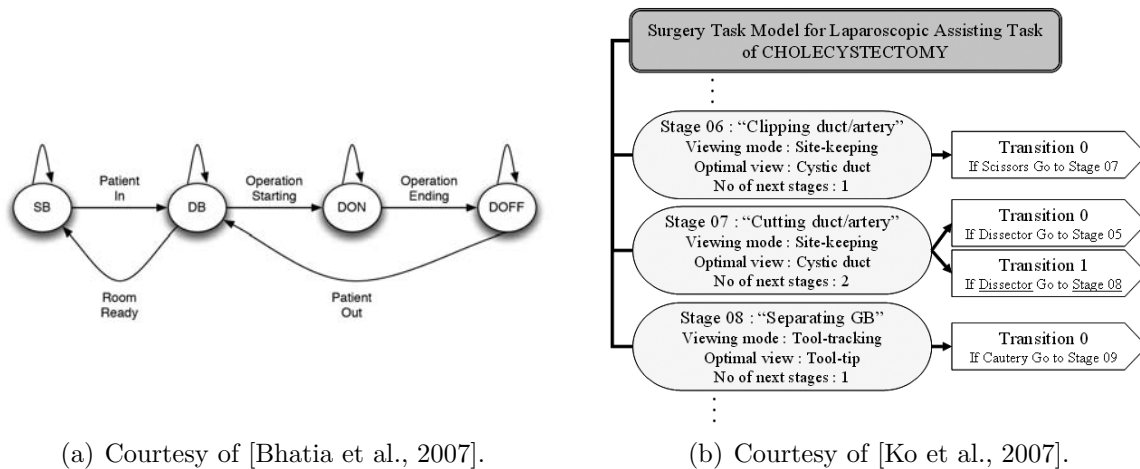 SB
Patient
In
DB
Operation
Starting
DON
Operation
Ending
DOFF
Room
Ready
Patient
Out
(a) Courtesy of [Bhatia et al., 2007].
Surgery Task Model for Laparoscopic Assisting Task
of CHOLECYSTECTOMY
Stage 06 : “Clipping duct/artery”
Viewing mode : Site-keeping
Optimal view : Cystic duct
No of next stages : 1
Transition 0
If Scissors Go to Stage 07
Stage 07 : “Cutting duct/artery”
Viewing mode : Site-keeping
Optimal view : Cystic duct
No of next stages : 2
Transition 0
If Dissector Go to Stage 05
Transition 1
If Dissector Go to Stage 08
Stage 08 : “Separating GB”
Viewing mode : Tool-tracking
Optimal view : Tool-tip
No of next stages : 1
Transition 0
If Cautery Go to Stage 09
(b) Courtesy of [Ko et al., 2007].